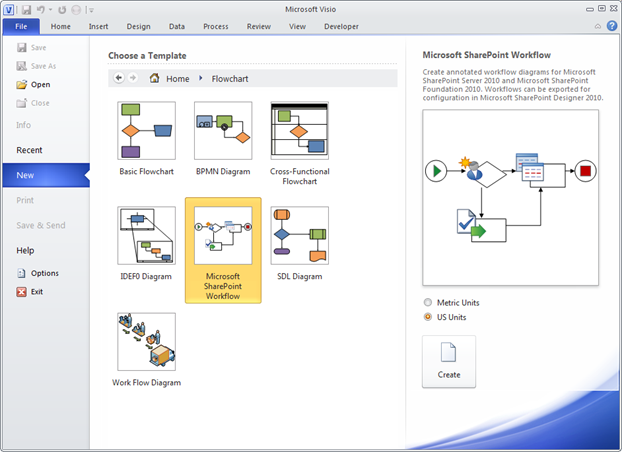 Microsoft Visio
File Home Insert Design Data Process Review View Developer
Save
Save As
Open
Close
Info
Recent
New
Print
Save & Send
Help
Options
Exit
Choose a Template
Home Flowchart
Basic Flowchart
BPMN Diagram
Cross-Functional
Flowchart
IDEF0 Diagram
Microsoft
SharePoint
Workflow
SDL Diagram
Work Flow Diagram
Microsoft SharePoint Workflow
Create annotated workflow diagrams for Microsoft
SharePoint Server 2010 and Microsoft SharePoint
Foundation 2010. Workflows can be exported for
configuration in Microsoft SharePoint Designer 2010.
Metric Units
US Units
Create